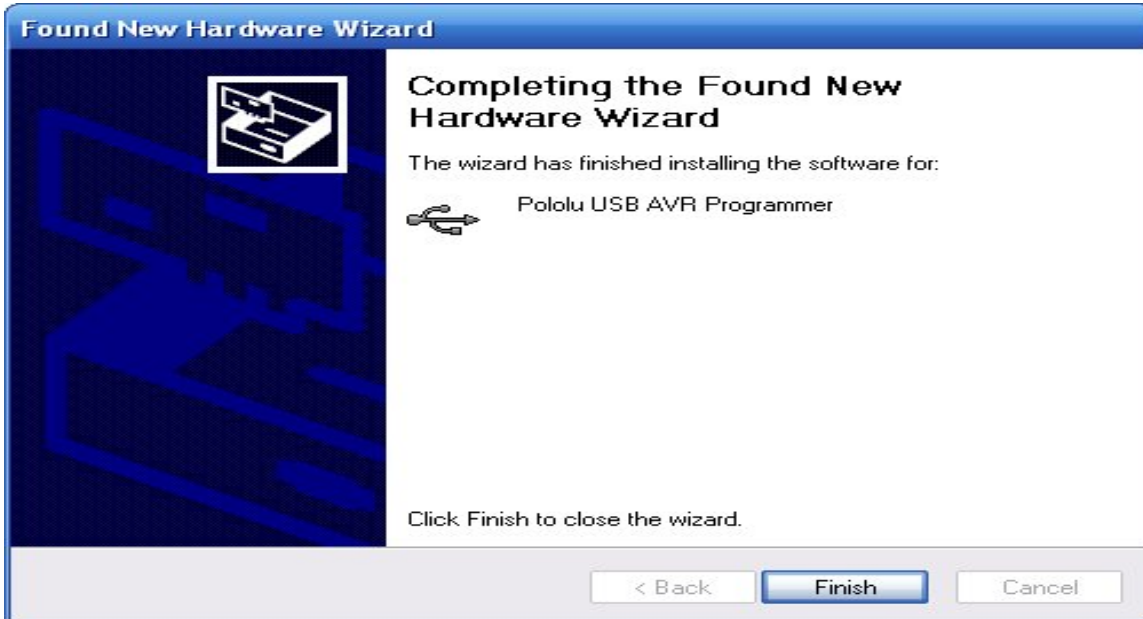 Found New Hardware Wizard
Completing the Found New
Hardware Wizard
The wizard has finished installing the software for:
Pololu USB AVR Programmer
Click Finish to close the wizard.
< Back
Finish
Cancel